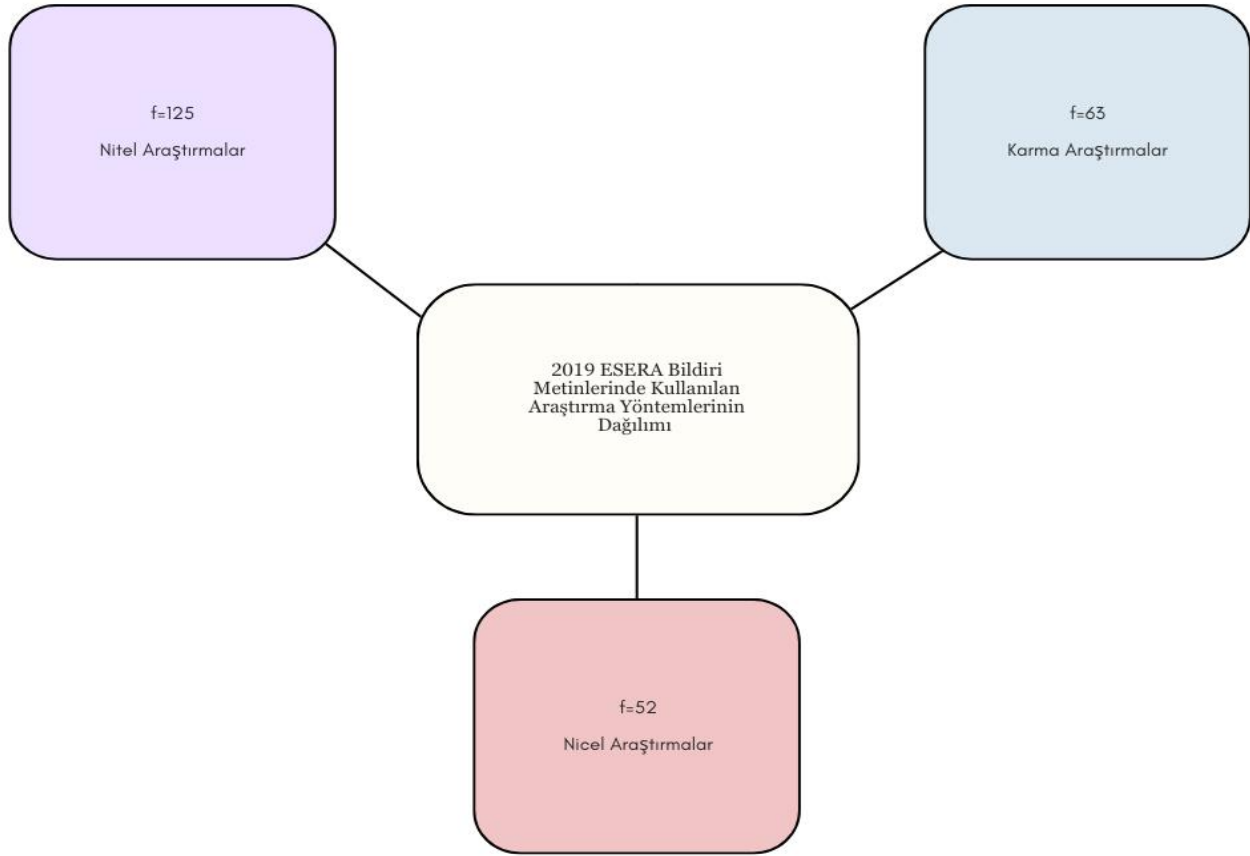 f=125
Nitel Araştırmalar
f=63
Karma Araştırmalar
2019 ESERA Bildiri
Metinlerinde Kullanılan
Araştırma Yöntemlerinin
Dağılımı
f=52
Nicel Araştırmalar